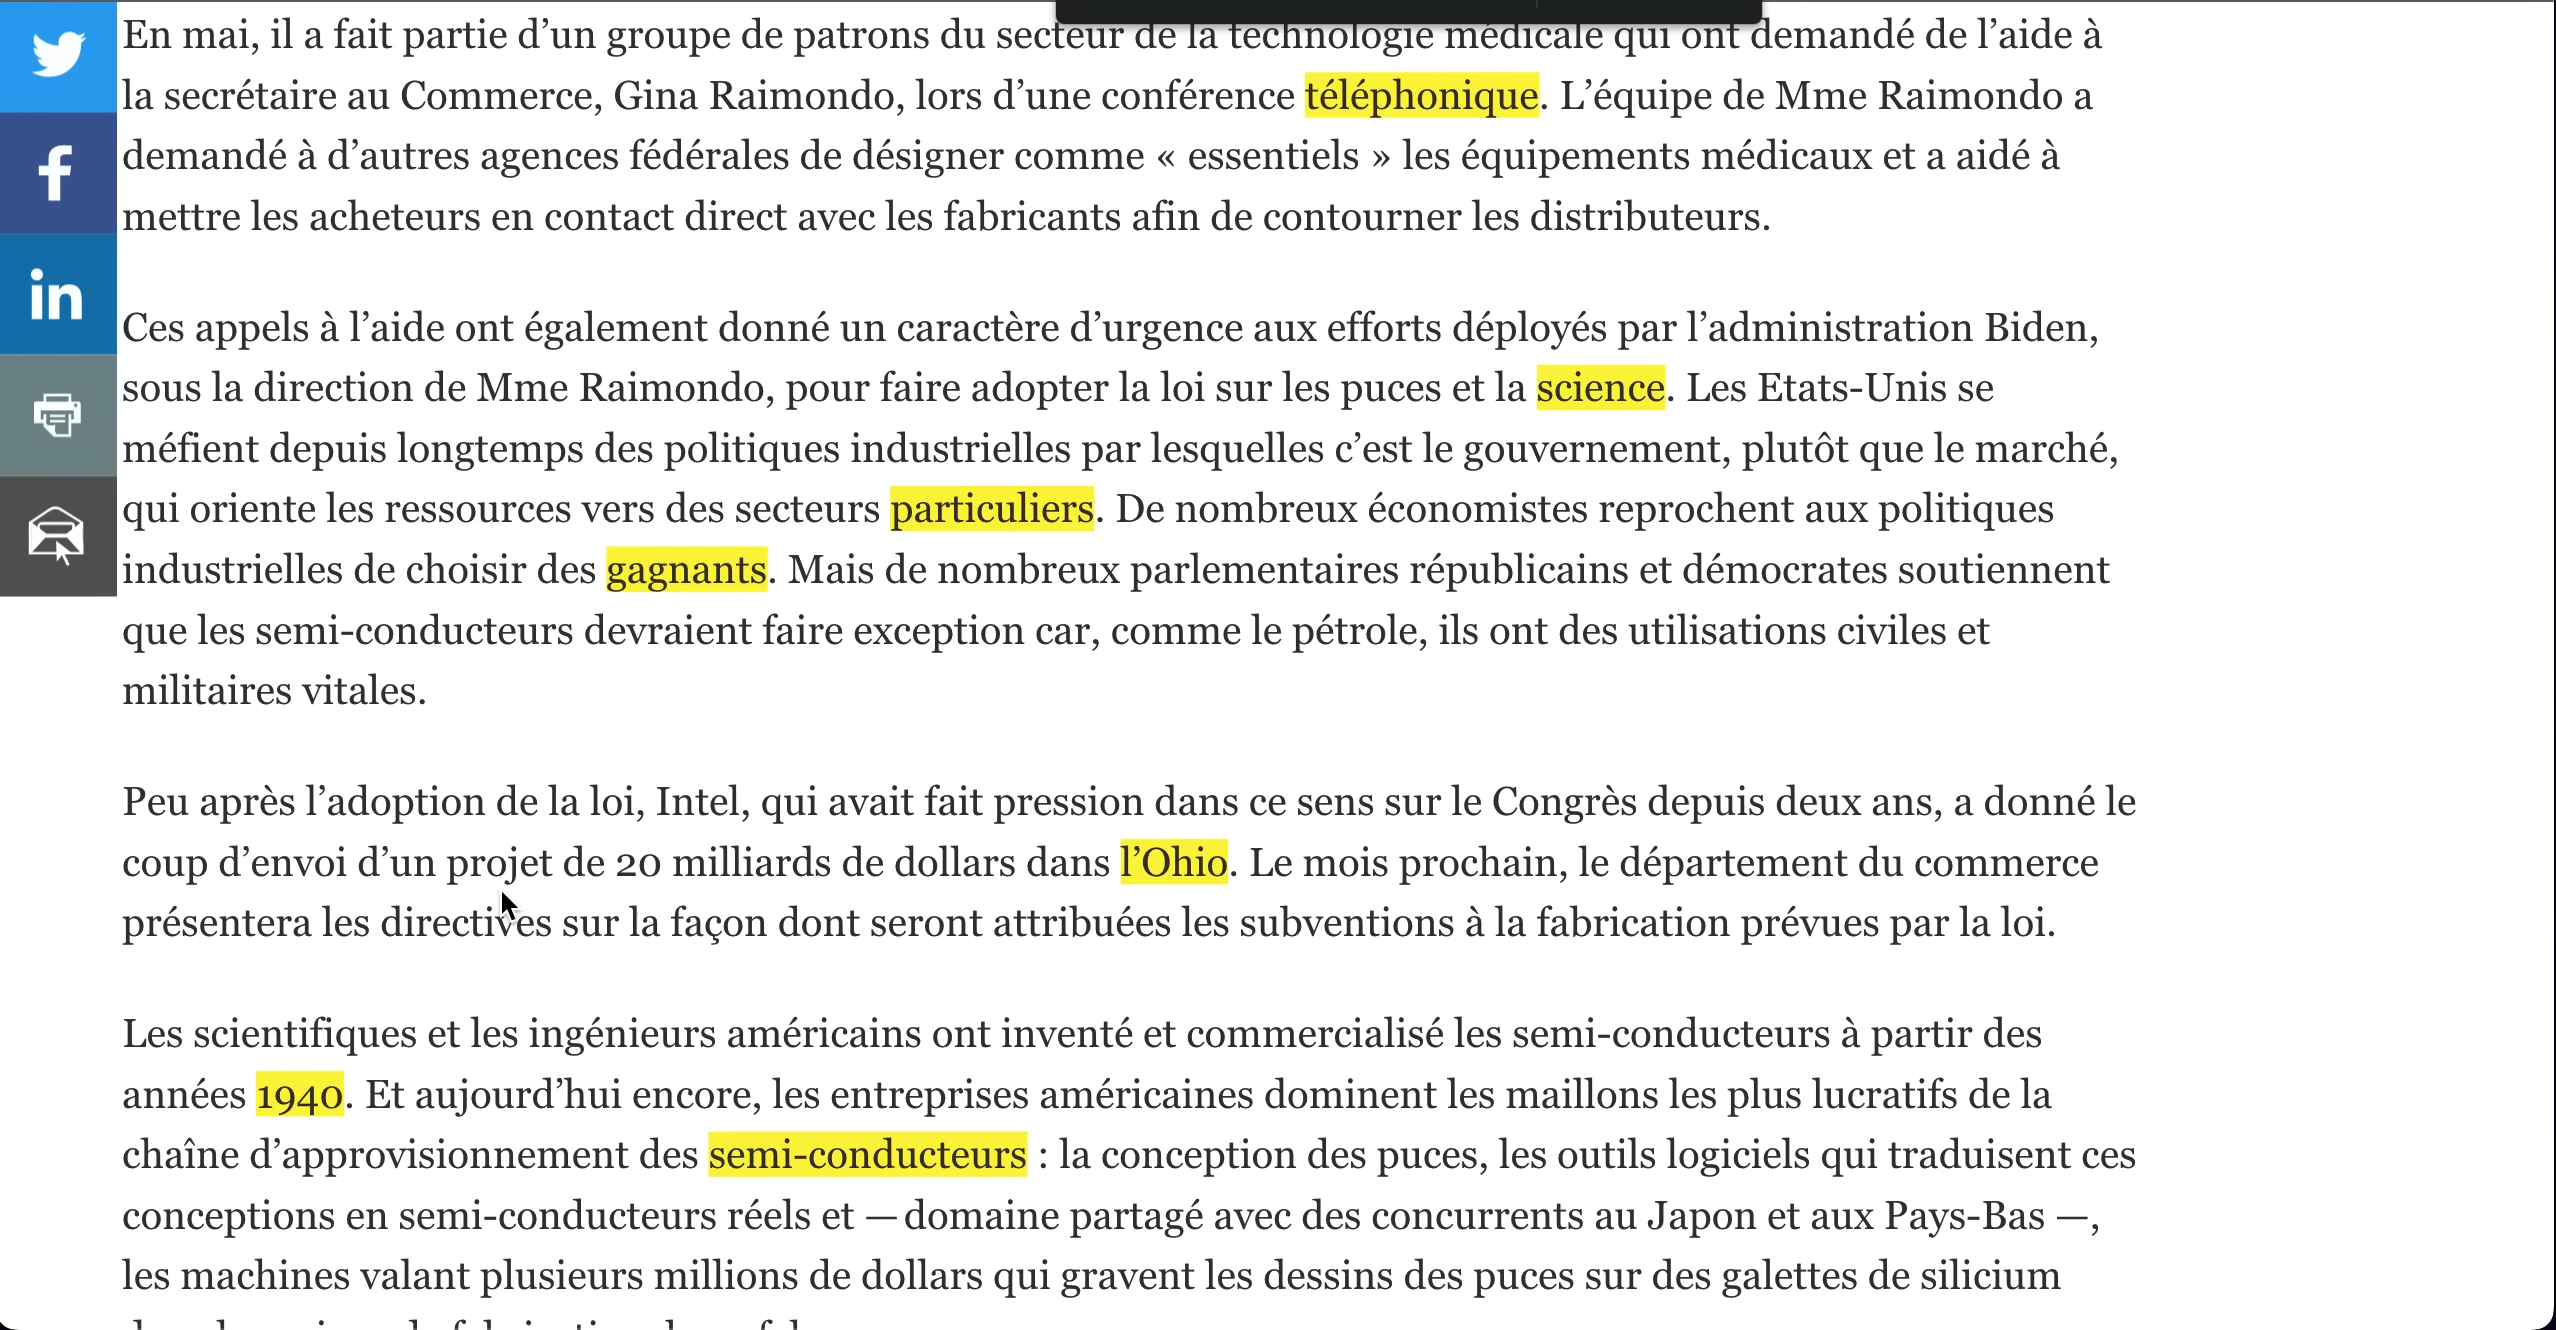 En mai, il a fait partie d’un groupe de patrons du secteur de la technologie médicale qui ont demandé de l’aide à
la secrétaire au Commerce, Gina Raimondo, lors d’une conférence téléphonique. L’équipe de Mme Raimondo a
demandé à d’autres agences fédérales de désigner comme « essentiels » les équipements médicaux et a aidé à
mettre les acheteurs en contact direct avec les fabricants afin de contourner les distributeurs.
Ces appels à l’aide ont également donné un caractère d’urgence aux efforts déployés par l’administration Biden,
sous la direction de Mme Raimondo, pour faire adopter la loi sur les puces et la science. Les Etats-Unis se
méfient depuis longtemps des politiques industrielles par lesquelles c’est le gouvernement, plutôt que le marché,
qui oriente les ressources vers des secteurs particuliers. De nombreux économistes reprochent aux politiques
industrielles de choisir des gagnants. Mais de nombreux parlementaires républicains et démocrates soutiennent
que les semi-conducteurs devraient faire exception car, comme le pétrole, ils ont des utilisations civiles et
militaires vitales.
Peu après l’adoption de la loi, Intel, qui avait fait pression dans ce sens sur le Congrès depuis deux ans, a donné le
coup d’envoi d’un projet de 20 milliards de dollars dans l’Ohio. Le mois prochain, le département du commerce
présentera les directives sur la façon dont seront attribuées les subventions à la fabrication prévues par la loi.
Les scientifiques et les ingénieurs américains ont inventé et commercialisé les semi-conducteurs à partir des
années 1940. Et aujourd’hui encore, les entreprises américaines dominent les maillons les plus lucratifs de la
chaîne d’approvisionnement des semi-conducteurs : la conception des puces, les outils logiciels qui traduisent ces
conceptions en semi-conducteurs réels et — domaine partagé avec des concurrents au Japon et aux Pays-Bas —,
les machines valant plusieurs millions de dollars qui gravent les dessins des puces sur des galettes de silicium